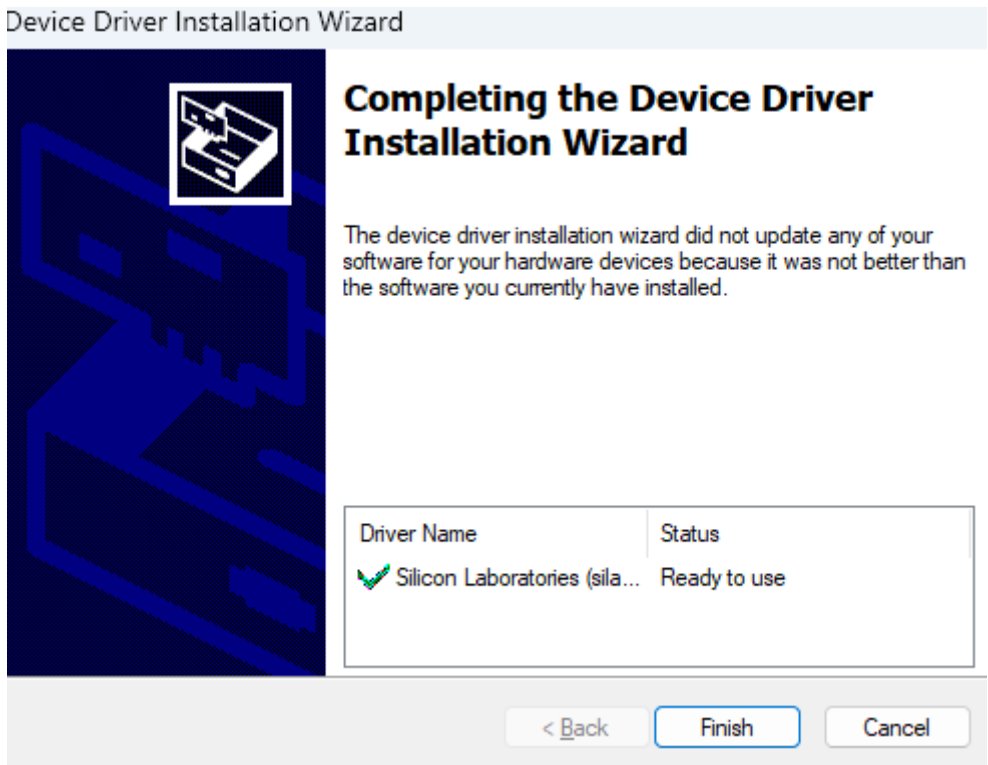 Device Driver Installation Wizard
Completing the Device Driver
Installation Wizard
The device driver installation wizard did not update any of your
software for your hardware devices because it was not better than
the software you currently have installed.
Driver Name Status
Silicon Laboratories (sila... Ready to use
< Back Finish Cancel